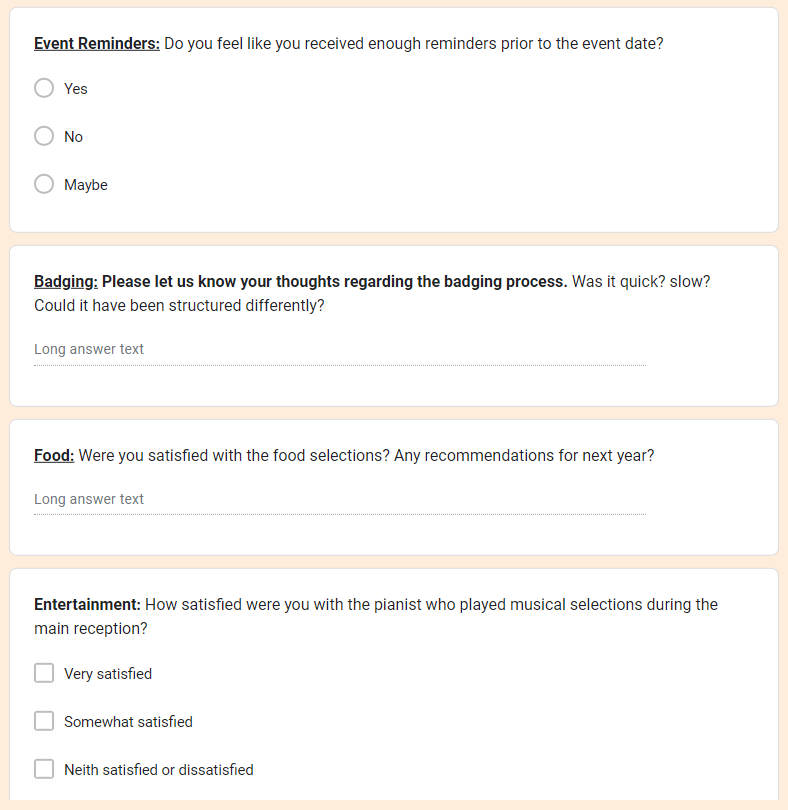 Event Reminders: Do you feel like you received enough reminders prior to the event date?
Yes
No
Maybe
Badging: Please let us know your thoughts regarding the badging process. Was it quick? slow?
Could it have been structured differently?
Long answer text
Food: Were you satisfied with the food selections? Any recommendations for next year?
Long answer text
Entertainment: How satisfied were you with the pianist who played musical selections during the
main reception?
Very satisfied
Somewhat satisfied
Neith satisfied or dissatisfied